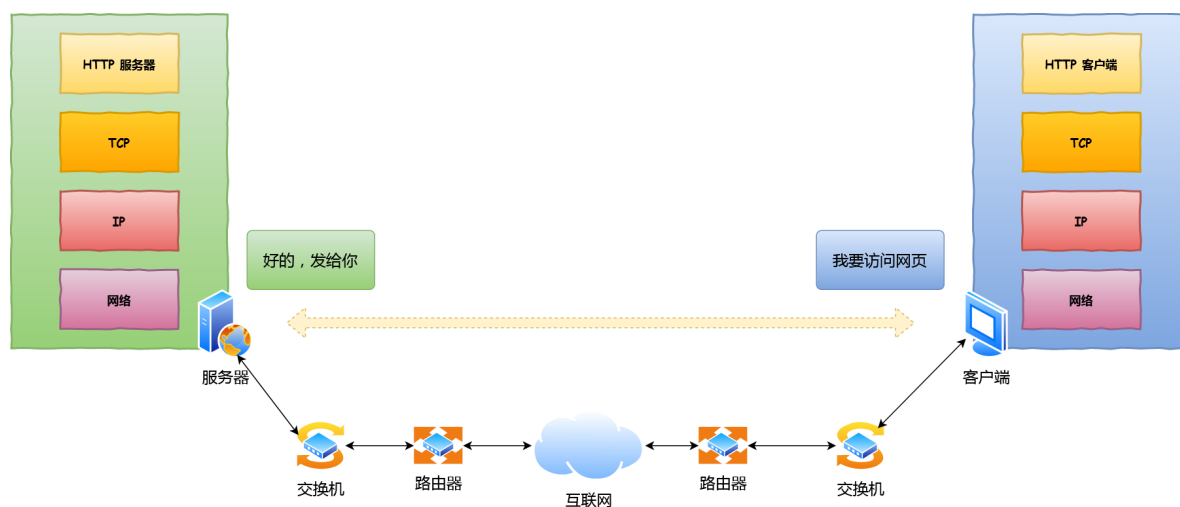 HTTP 服务器
TCP
IP
网络
服务器
好的，发给你
我要访问网页
HTTP 客户端
TCP
IP
网络
客户端
交换机
路由器
互联网
路由器
交换机